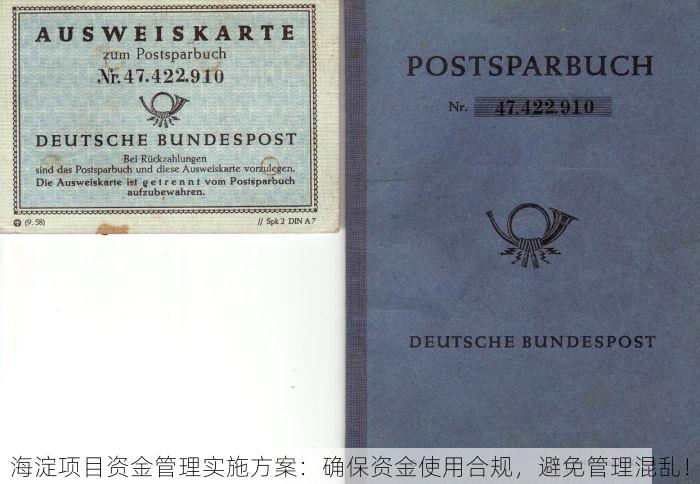 AUSWEISKARTE
zum Postsparbuch
Nr. 47.422.910
DEUTSCHE BUNDESPOST
Bei Rückzahlungen
sind das Postsparbuch und diese Ausweiskarte vorzulegen.
Die Ausweiskarte ist getrennt vom Postsparbuch
aufzubewahren.
(9. 58)
// Spk 2 DIN A 7
POSTSPARBUCH
Nr. 47.422.910
DEUTSCHE BUNDESPOST
海淀项目资金管理实施方案：确保资金使用合规，避免管理混乱！